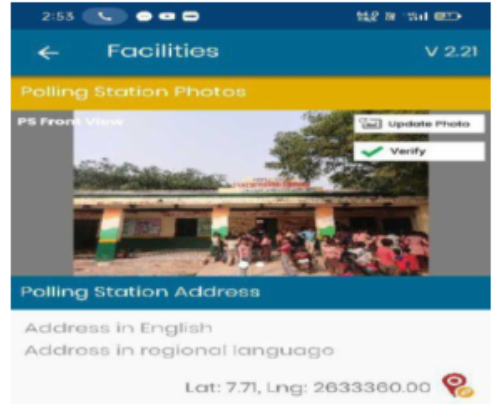 2:53
← Facilities V 2.21
Polling Station Photos
PS Front View
Update Photo
Verify
Polling Station Address
Address in English
Address in regional language
Lat: 7.71, Lng: 2633360.00